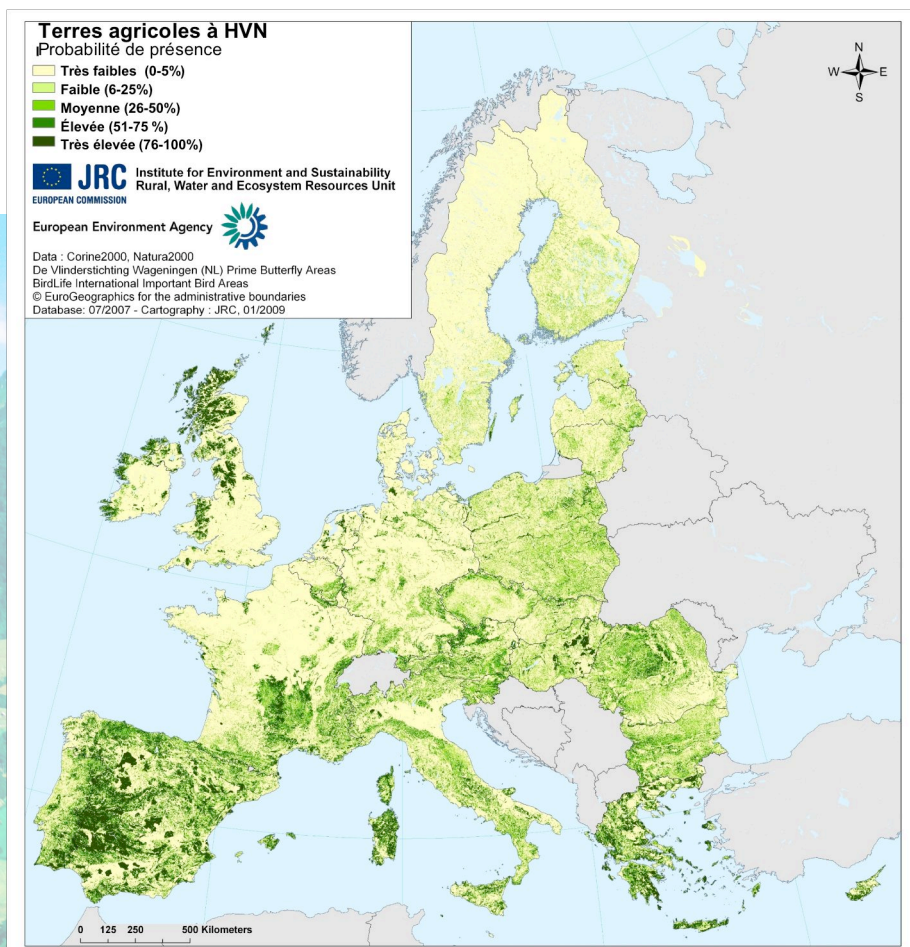 Terres agricoles à HVN
Probabilité de présence
Très faibles (0-5%)
Faible (6-25%)
Moyenne (26-50%)
Élevée (51-75 %)
Très élevée (76-100%)
JRC
EUROPEAN COMMISSION
Institute for Environment and Sustainability
Rural, Water and Ecosystem Resources Unit
European Environment Agency
Data : Corine2000, Natura2000
De Vlinderstichting Wageningen (NL) Prime Butterfly Areas
BirdLife International Important Bird Areas
© EuroGeographics for the administrative boundaries
Database: 07/2007 - Cartography : JRC, 01/2009
N
W E
S
0 125 250 500 Kilometers